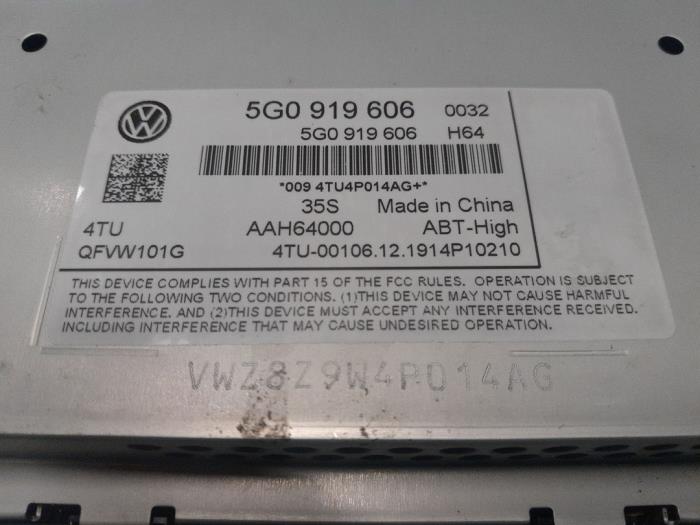 5G0 919 606 0032
5G0 919 606 H64
*009 4TU4P014AG+*
35S Made in China
4TU AAH64000 ABT-High
QFVW101G 4TU-00106.12.1914P10210
THIS DEVICE COMPLIES WITH PART 15 OF THE FCC RULES. OPERATION IS SUBJECT
TO THE FOLLOWING TWO CONDITIONS. (1)THIS DEVICE MAY NOT CAUSE HARMFUL
INTERFERENCE. AND (2)THIS DEVICE MUST ACCEPT ANY INTERFERENCE RECEIVED.
INCLUDING INTERFERENCE THAT MAY CAUSE UNDESIRED OPERATION.
VWZ8Z9W4P014AG